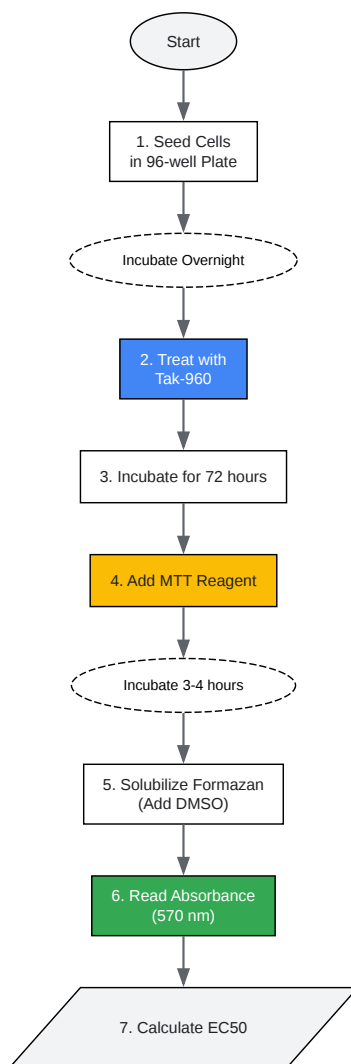 Start
1. Seed Cells
in 96-well Plate
Incubate Overnight
2. Treat with
Tak-960
3. Incubate for 72 hours
4. Add MTT Reagent
Incubate 3-4 hours
5. Solubilize Formazan
(Add DMSO)
6. Read Absorbance
(570 nm)
7. Calculate EC50